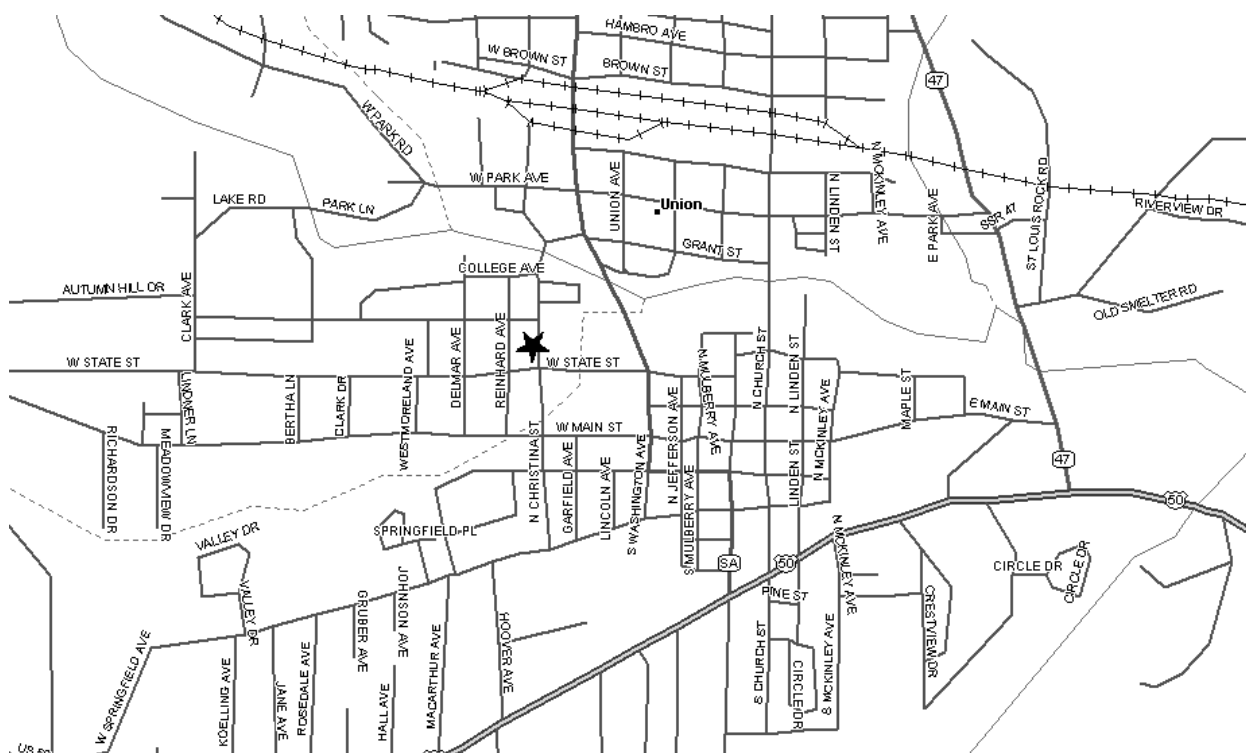 HAMBRO AVE
W BROWN ST
BROWN ST
47
W PARK RD
N MCKINLEY AVE
W PARK AVE
UNION AVE
Union
N LINDEN ST
E PARK AVE
SSR 47
ST LOUIS ROCK RD
RIVERVIEW DR
LAKE RD
PARK LN
GRANT ST
COLLEGE AVE
AUTUMN HILL DR
CLARK AVE
OLD SMELTER RD
W STATE ST
W STATE ST
LINDNER LN
BERTHA LN
CLARK DR
WESTMORELAND AVE
DELMAR AVE
REINHARD AVE
N MULBERRY AVE
N CHURCH ST
N LINDEN ST
N MCKINLEY AVE
MAPLE ST
E MAIN ST
W MAIN ST
RICHARDSON DR
MEADOWVIEW DR
N CHRISTINA ST
GARFIELD AVE
LINCOLN AVE
S WASHINGTON AVE
N JEFFERSON AVE
S MULBERRY AVE
LINDEN ST
47
50
SPRINGFIELD PL
VALLEY DR
VALLEY DR
SA
50
N MCKINLEY AVE
PINE ST
CIRCLE DR
CIRCLE DR
CRESTVIEW DR
W SPRINGFIELD AVE
KOELLING AVE
JANE AVE
ROSEDALE AVE
GRUBER AVE
JOHNSON AVE
HALL AVE
MACARTHUR AVE
HOOVER AVE
S CHURCH ST
CIRCLE DR
S MCKINLEY AVE